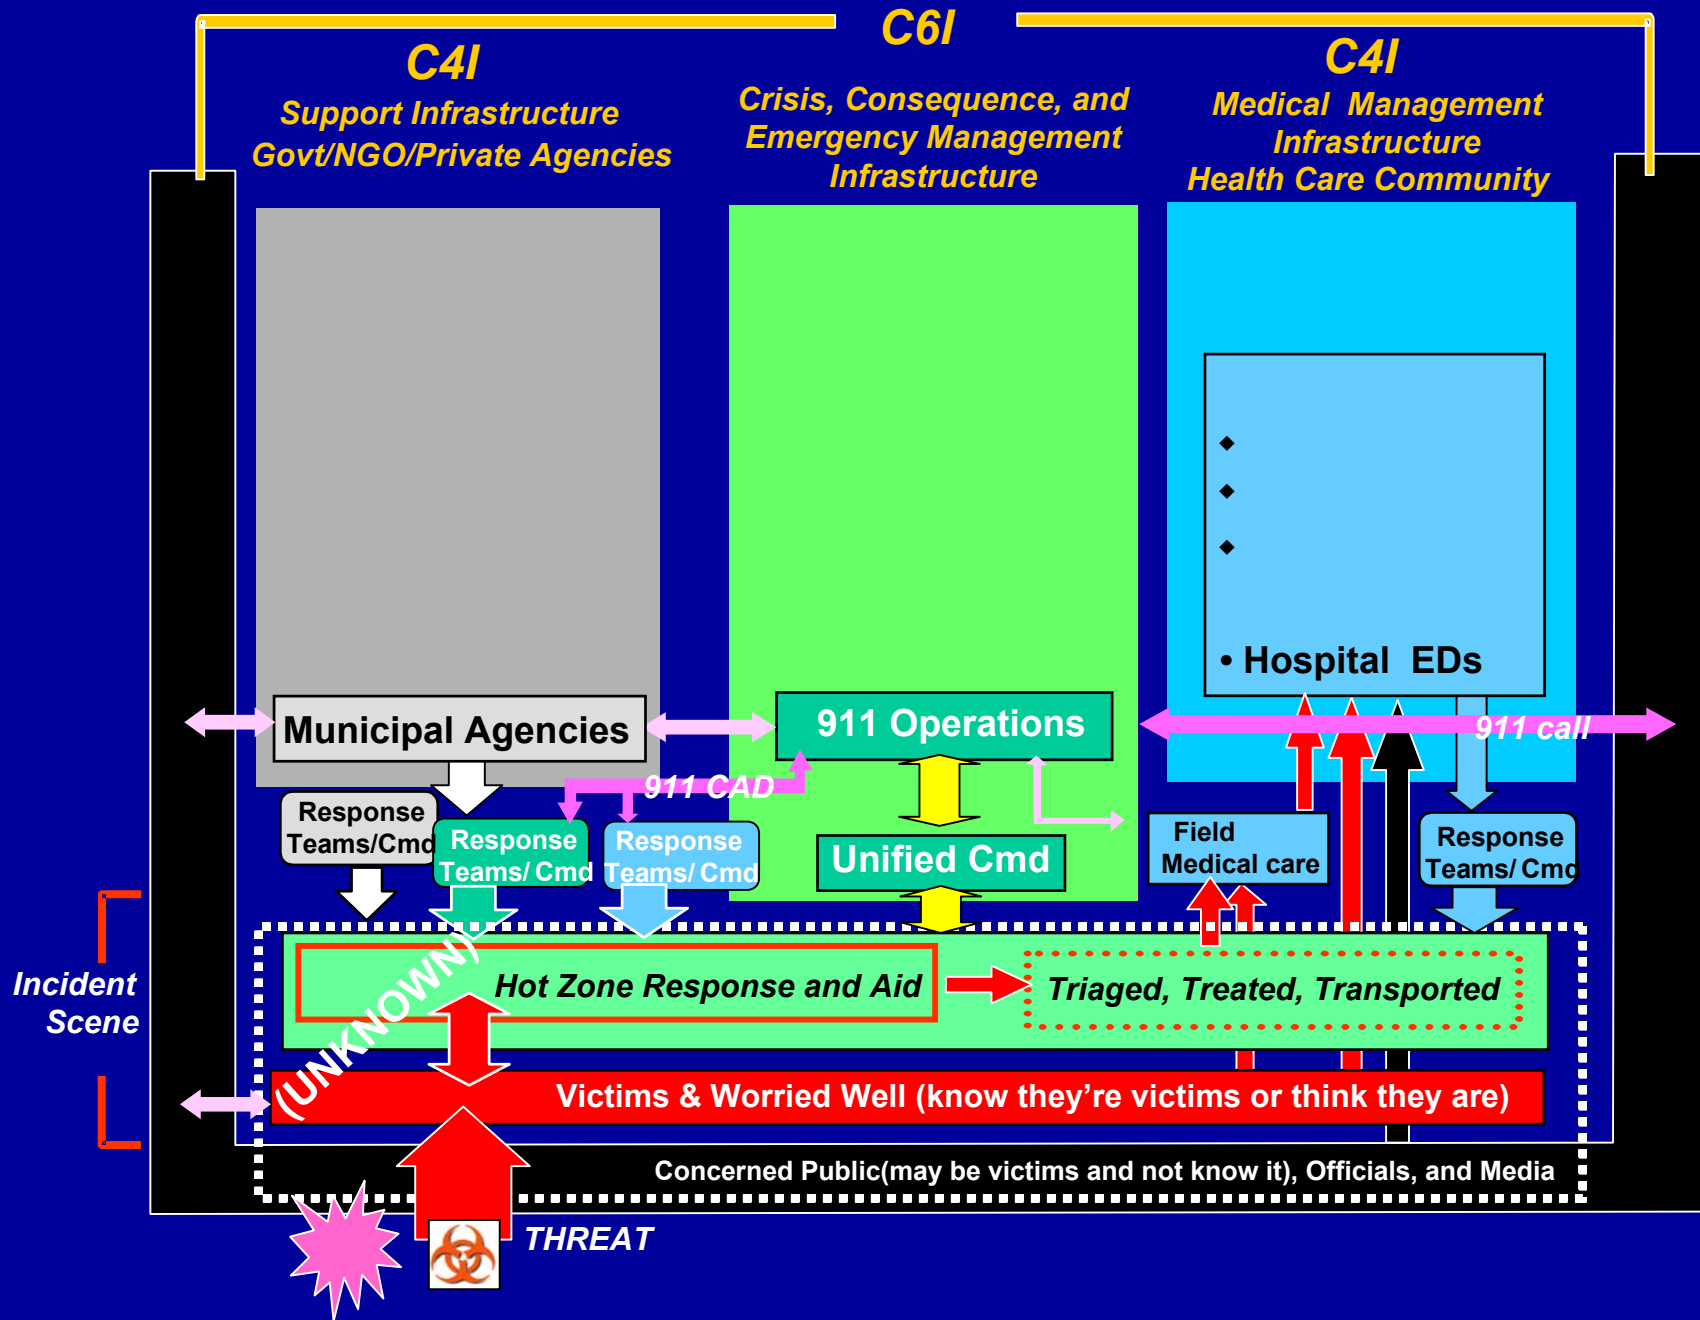 C6I
C4I
Support Infrastructure
Govt/NGO/Private Agencies
Crisis, Consequence, and
Emergency Management
Infrastructure
C4I
Medical Management
Infrastructure
Health Care Community
• Hospital EDs
Municipal Agencies
911 Operations
911 call
911 CAD
Response
Teams/Cmd
Response
Teams/ Cmd
Response
Teams/ Cmd
Unified Cmd
Field
Medical care
Response
Teams/ Cmd
Incident
Scene
(UNKNOWN)
Hot Zone Response and Aid
Triaged, Treated, Transported
Victims & Worried Well (know they’re victims or think they are)
Concerned Public(may be victims and not know it), Officials, and Media
THREAT